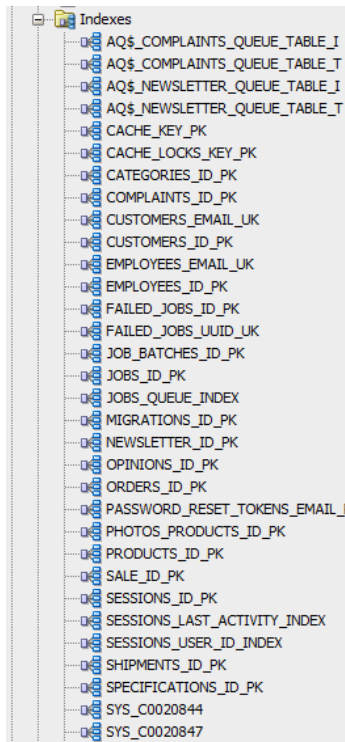 Indexes
AQ$_COMPLAINTS_QUEUE_TABLE_I
AQ$_COMPLAINTS_QUEUE_TABLE_T
AQ$_NEWSLETTER_QUEUE_TABLE_I
AQ$_NEWSLETTER_QUEUE_TABLE_T
CACHE_KEY_PK
CACHE_LOCKS_KEY_PK
CATEGORIES_ID_PK
COMPLAINTS_ID_PK
CUSTOMERS_EMAIL_UK
CUSTOMERS_ID_PK
EMPLOYEES_EMAIL_UK
EMPLOYEES_ID_PK
FAILED_JOBS_ID_PK
FAILED_JOBS_UUID_UK
JOB_BATCHES_ID_PK
JOBS_ID_PK
JOBS_QUEUE_INDEX
MIGRATIONS_ID_PK
NEWSLETTER_ID_PK
OPINIONS_ID_PK
ORDERS_ID_PK
PASSWORD_RESET_TOKENS_EMAIL_
PHOTOS_PRODUCTS_ID_PK
PRODUCTS_ID_PK
SALE_ID_PK
SESSIONS_ID_PK
SESSIONS_LAST_ACTIVITY_INDEX
SESSIONS_USER_ID_INDEX
SHIPMENTS_ID_PK
SPECIFICATIONS_ID_PK
SYS_C0020844
SYS_C0020847